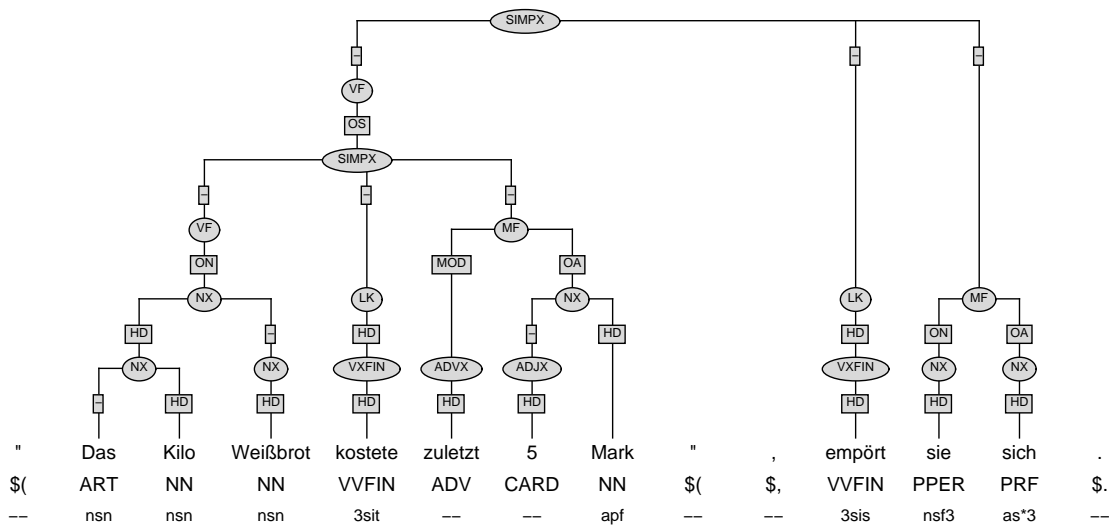 SIMPX
– – –
VF
OS
SIMPX
– – –
VF MF
ON MOD OA
NX LK NX LK MF
HD – HD – HD HD ON OA
NX NX VXFIN ADVX ADJX VXFIN NX NX
– HD HD HD HD HD HD HD HD
" Das Kilo Weißbrot kostete zuletzt 5 Mark " , empört sie sich .
$( ART NN NN VVFIN ADV CARD NN $( $, VVFIN PPER PRF $.
–– nsn nsn nsn 3sit –– –– apf –– –– 3sis nsf3 as*3 ––